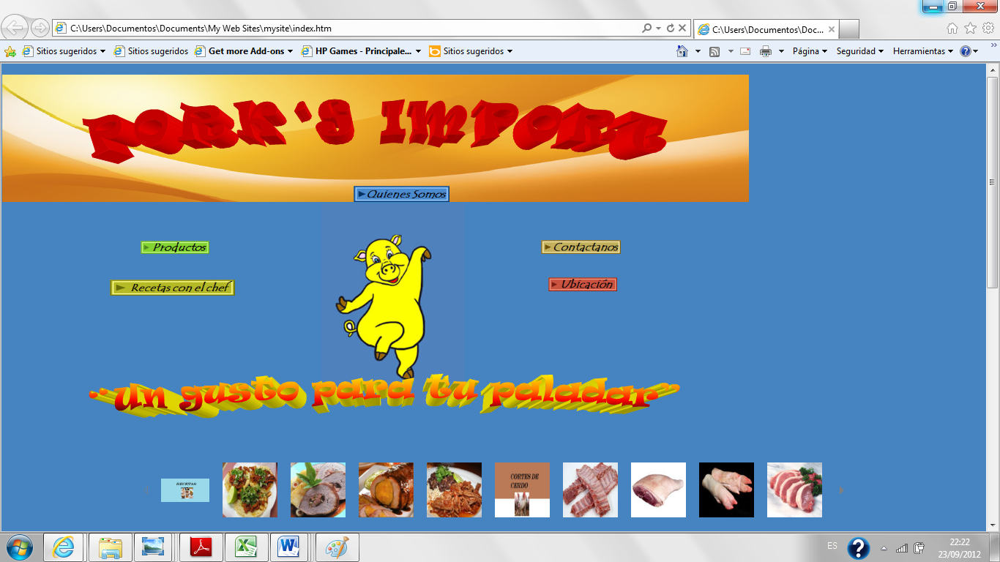 C:\Users\Documentos\Documents\My Web Sites\mysite\index.htm
C:\Users\Documentos\Doc...
Sitios sugeridos
Sitios sugeridos
Get more Add-ons
HP Games - Principale...
Sitios sugeridos
Página
Seguridad
Herramientas
PORK'S IMPORT
Quienes Somos
Productos
Contactanos
Recetas con el chef
Ubicación
¨Un gusto para tu paladar¨
RECETAS
CORTES DE
CERDO
ES
22:22
23/09/2012